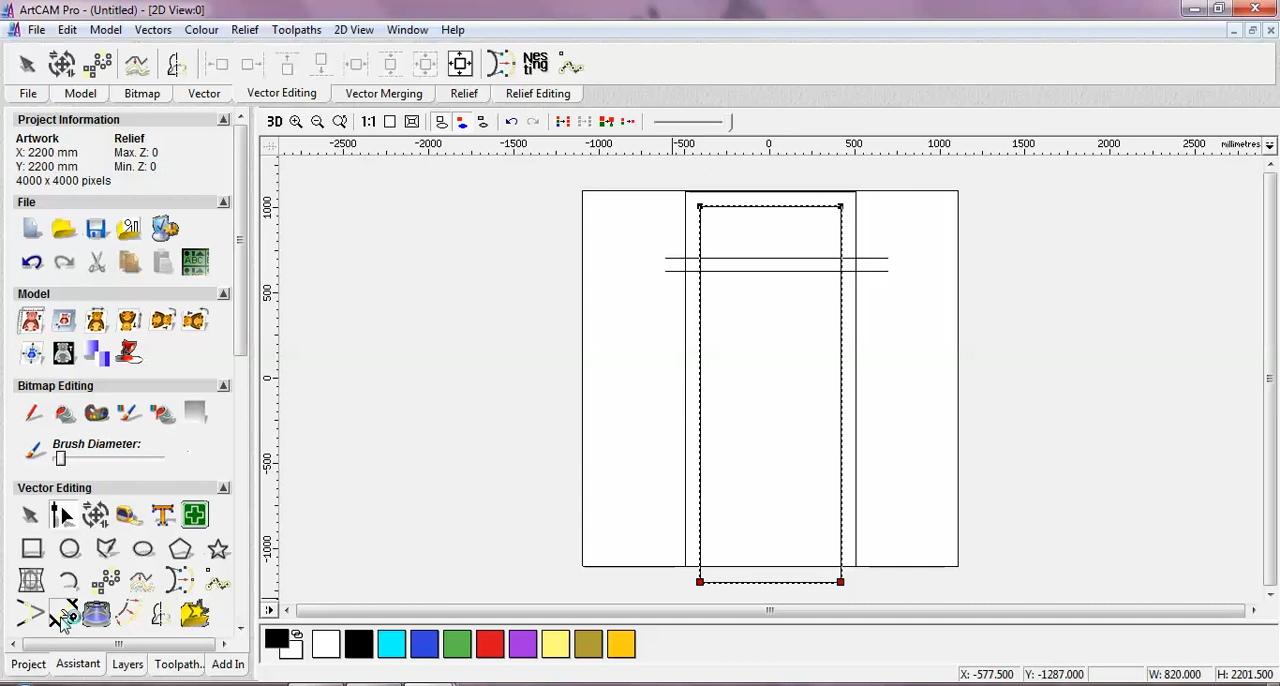 ArtCAM Pro - (Untitled) - [2D View:0]
File Edit Model Vectors Colour Relief Toolpaths 2D View Window Help
Nes
ti
ng
File Model Bitmap Vector Vector Editing Vector Merging Relief Relief Editing
Project Information
3D 1:1
Artwork Relief
X: 2200 mm Max. Z: 0
Y: 2200 mm Min. Z: 0
4000 x 4000 pixels
-2500 -2000 -1500 -1000 -500 0 500 1000 1500 2000 2500 millimetres
File
ABC
Model
Bitmap Editing
Brush Diameter:
Vector Editing
1000
500
0
-500
-1000
Project Assistant Layers Toolpath... Add In
X: -577.500 Y: -1287.000 W: 820.000 H: 2201.500